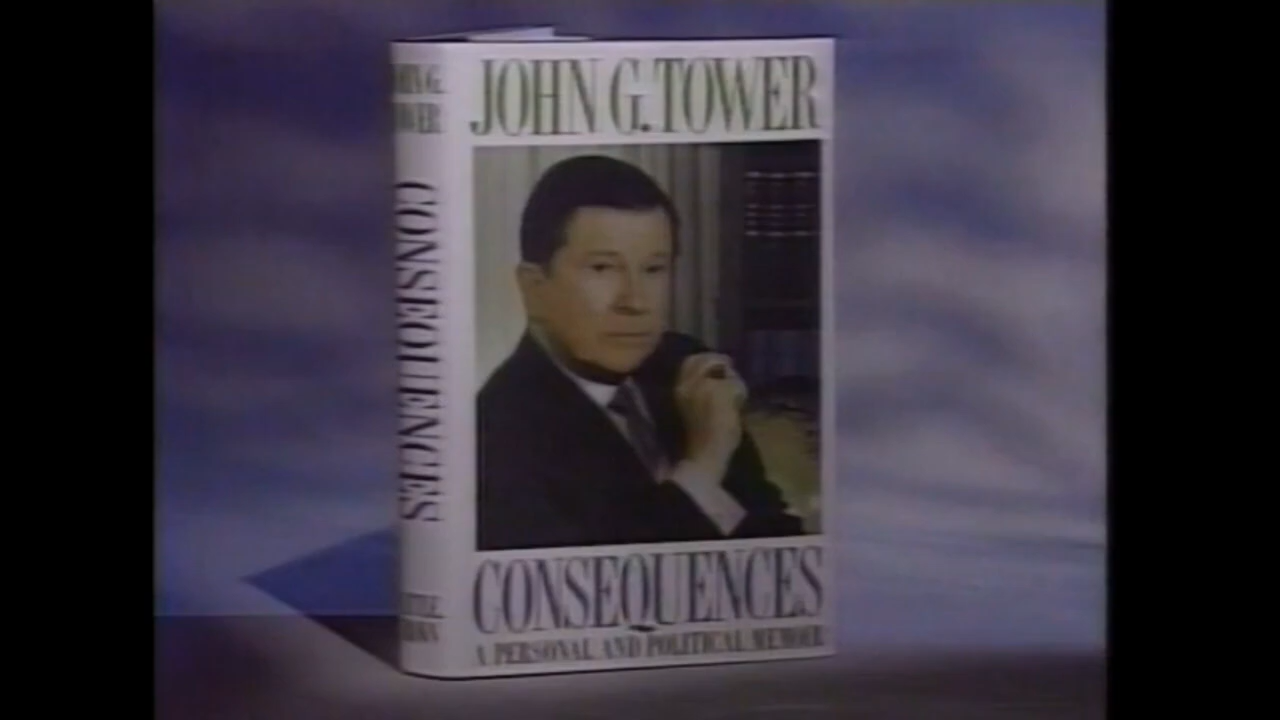 JOHN G. TOWER
CONSEQUENCES
A PERSONAL AND POLITICAL MEMOIR
CONSEQUENCES